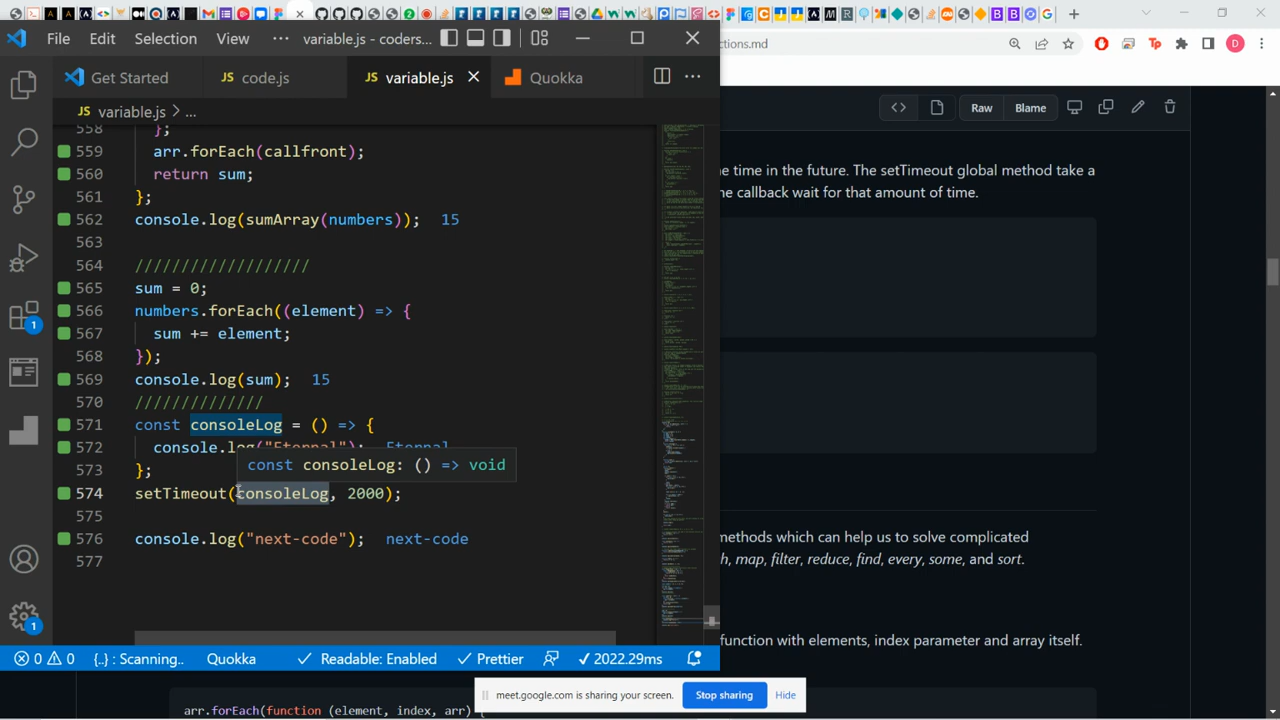 File Edit Selection View ··· variable.js - coders...
Get Started
JS code.js
JS variable.js
Quokka
JS variable.js > ...
ctions.md
Raw Blame
558 };
559 arr.forEach(callfront);
560 return sum;
561 };
562 console.log(sumArray(numbers)); 15
563
564 ///////////////////
565 sum = 0;
566 numbers.forEach((element) => {
567 sum += element;
568 });
569 console.log(sum); 15
570 //////////////
571 const consoleLog = () => {
572 console.log("Eternal"); Eternal
const consoleLog: () => void
573 };
574 setTimeout(consoleLog, 2000);
575
576 console.log("next-code"); next-code
577
1
1
0 0 {..} : Scanning.. Quokka ✓ Readable: Enabled ✓ Prettier ✓ 2022.29ms
e time in the future. The setTimeout global method take a
e callback wait for that amount of time.
methods which can help us to solve complicated
h, map, filter, reduce, find, every, some, and sort.
function with elements, index parameter and array itself.
meet.google.com is sharing your screen. Stop sharing Hide
arr.forEach(function (element, index, arr) {